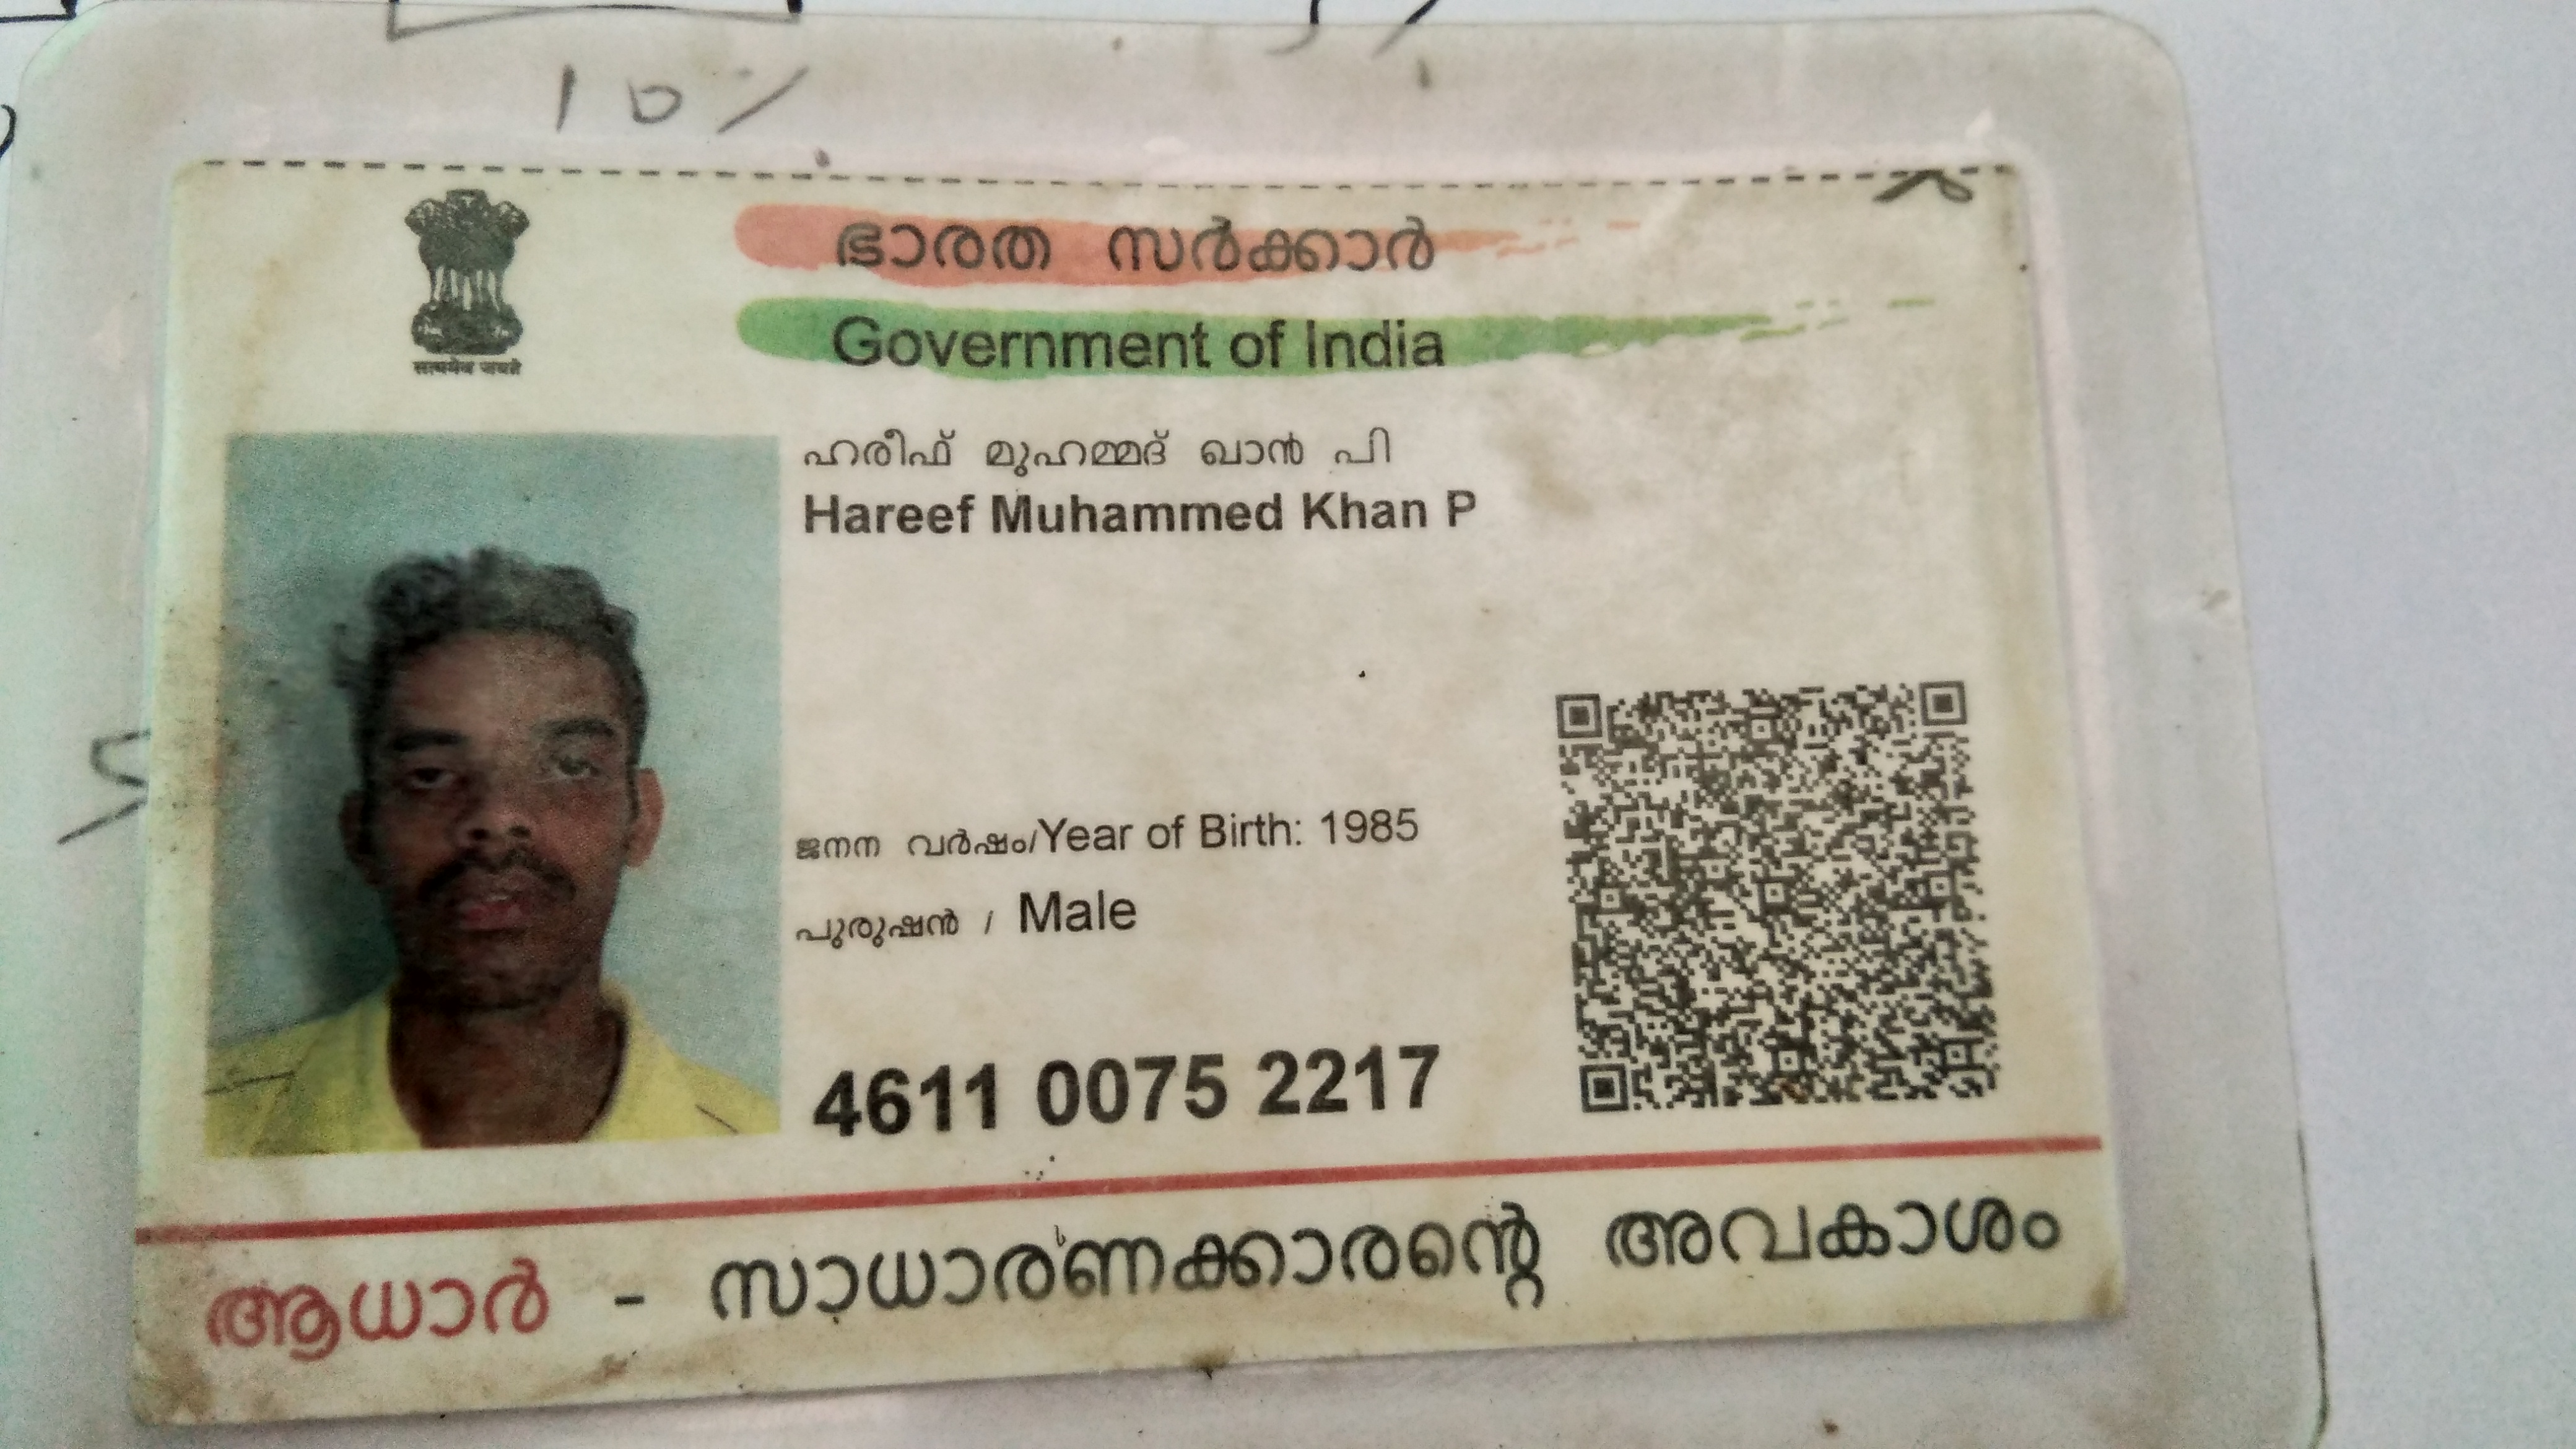 10%
भारत സർക്കാർ
Government of India
सत्यमेव जयते
ഹരീഫ് മുഹമ്മദ് ഖാൻ പി
Hareef Muhammed Khan P
ജനന വർഷം/Year of Birth: 1985
പുരുഷൻ / Male
4611 0075 2217
ആധാർ - സാധാരണക്കാരന്റെ അവകാശം